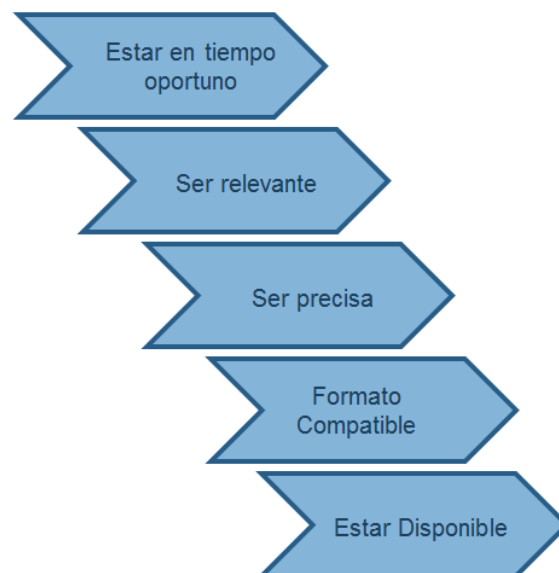 Estar en tiempo
oportuno
Ser relevante
Ser precisa
Formato
Compatible
Estar Disponible